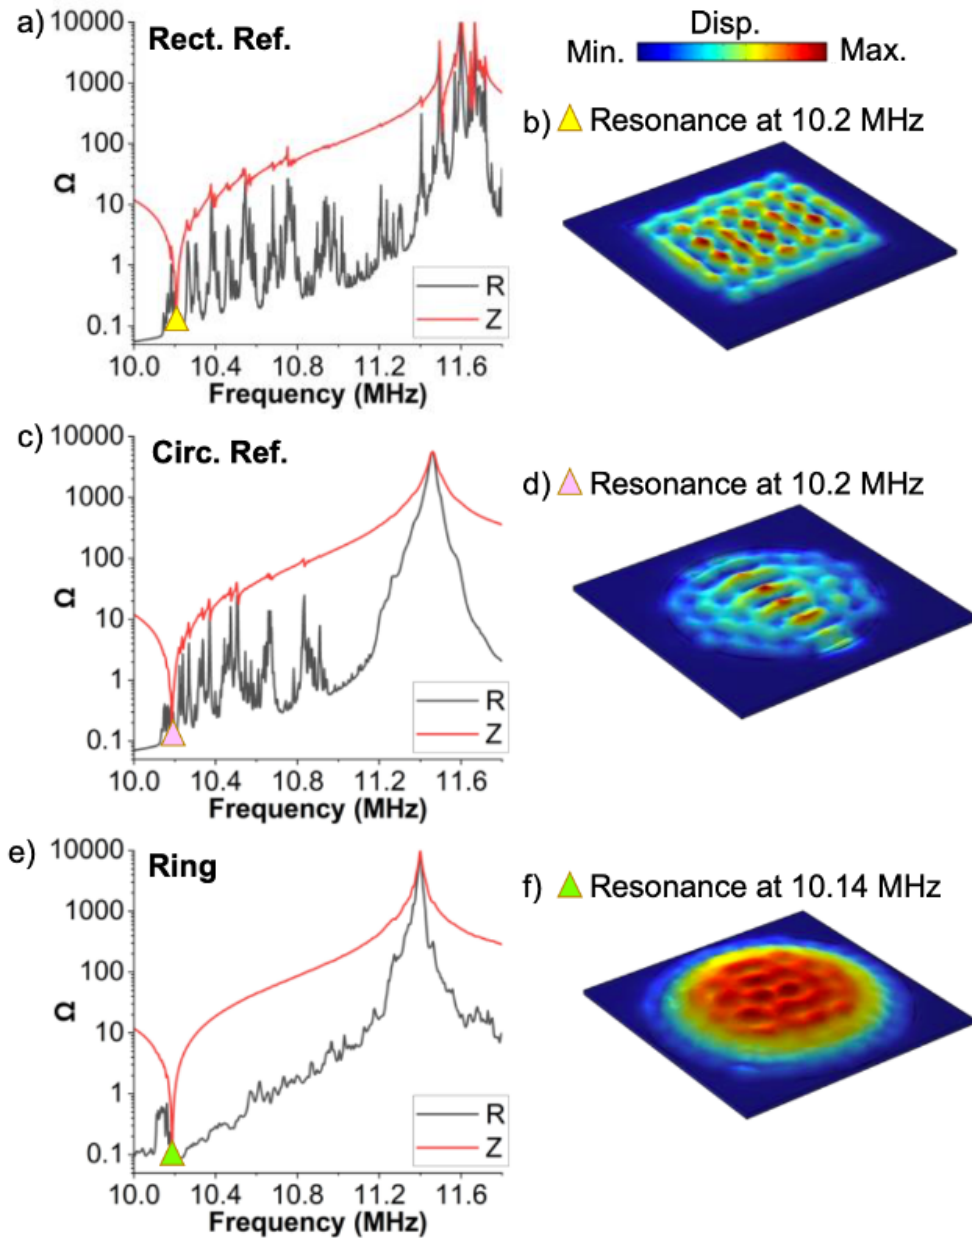 a)
Rect. Ref.
10000
1000
100
10
1
0.1
Ω
R
Z
10.0 10.4 10.8 11.2 11.6
Frequency (MHz)
Disp.
Min. Max.
b) Resonance at 10.2 MHz
c)
Circ. Ref.
10000
1000
100
10
1
0.1
Ω
R
Z
10.0 10.4 10.8 11.2 11.6
Frequency (MHz)
d) Resonance at 10.2 MHz
e)
Ring
10000
1000
100
10
1
0.1
Ω
R
Z
10.0 10.4 10.8 11.2 11.6
Frequency (MHz)
f) Resonance at 10.14 MHz